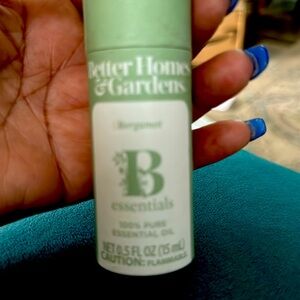 Better Homes
& Gardens
Bergamot
B
essentials
100% PURE
ESSENTIAL OIL
NET 0.5 FL OZ (15 mL)
CAUTION: FLAMMABLE